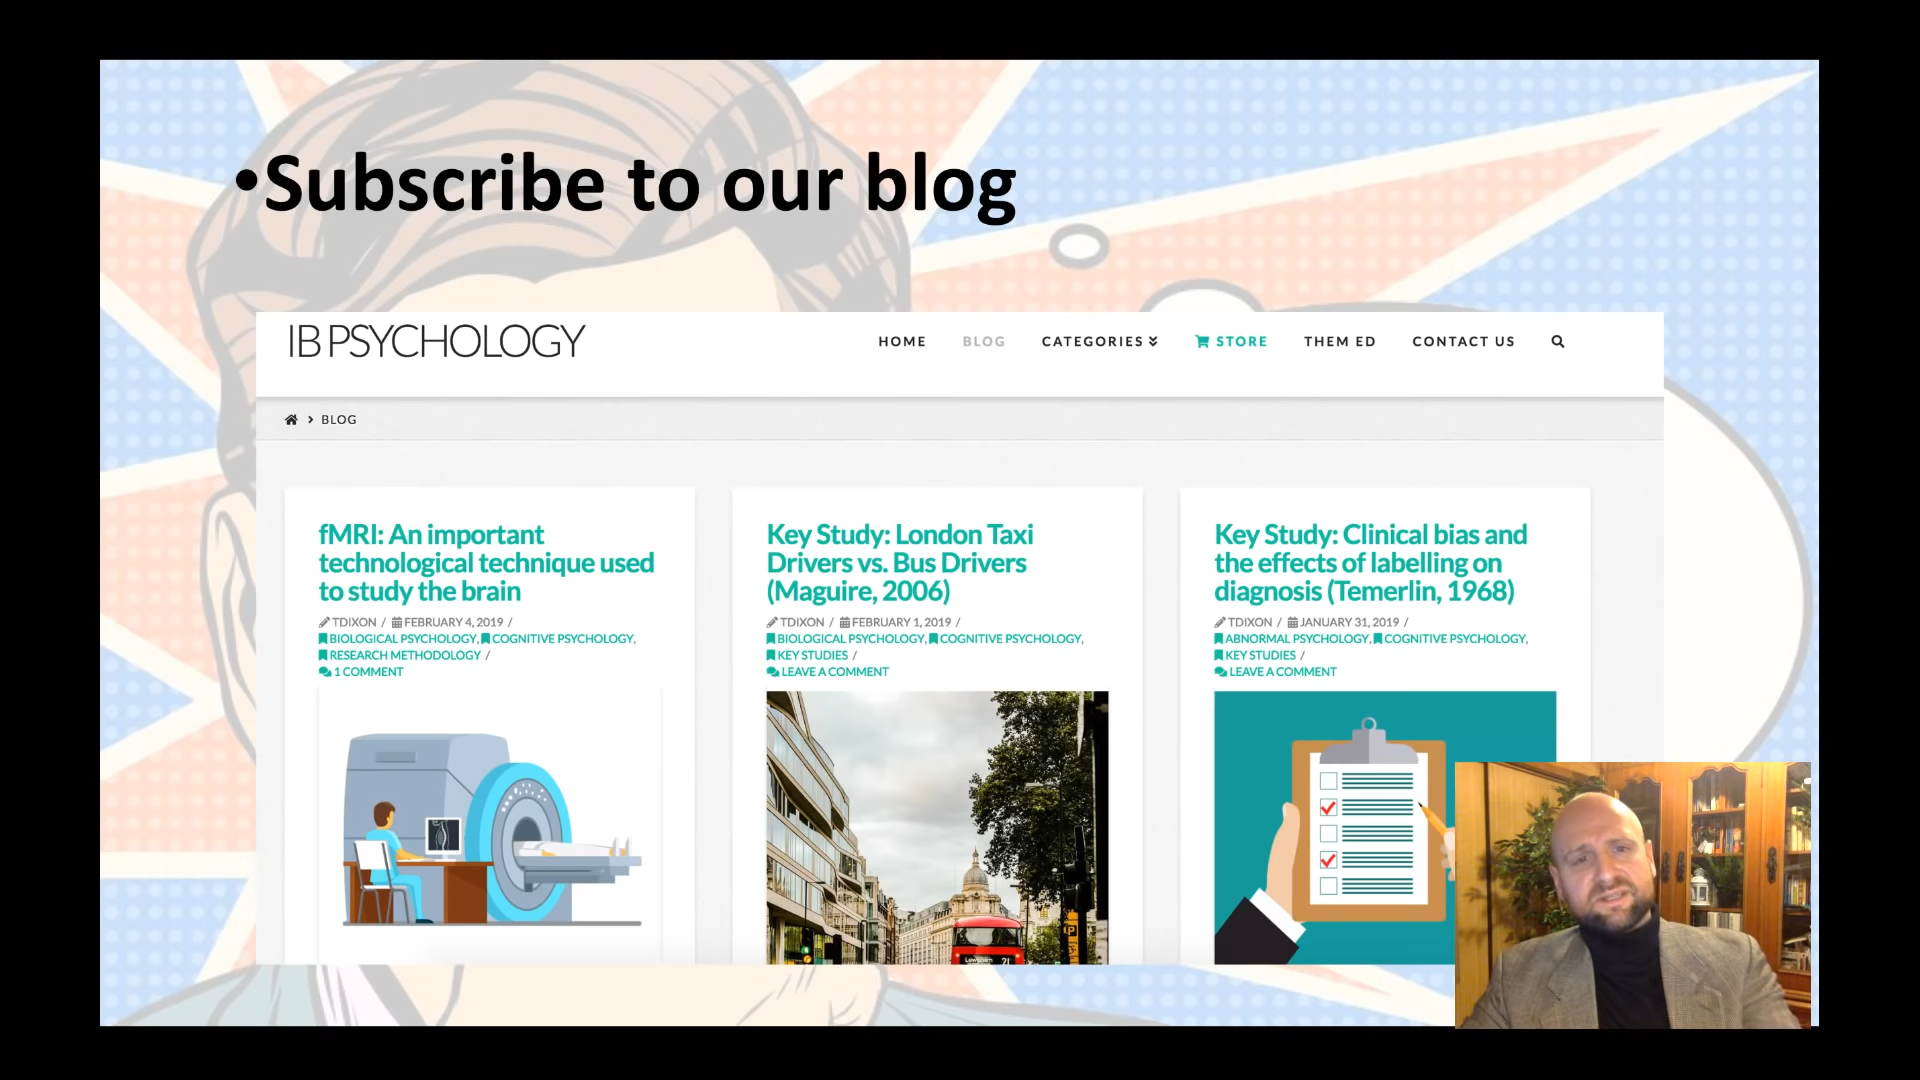 •Subscribe to our blog
IB PSYCHOLOGY
HOME BLOG CATEGORIES STORE THEM ED CONTACT US
BLOG
fMRI: An important
technological technique used
to study the brain
TDIXON / FEBRUARY 4, 2019 /
BIOLOGICAL PSYCHOLOGY, COGNITIVE PSYCHOLOGY,
RESEARCH METHODOLOGY /
1 COMMENT
Key Study: London Taxi
Drivers vs. Bus Drivers
(Maguire, 2006)
TDIXON / FEBRUARY 1, 2019 /
BIOLOGICAL PSYCHOLOGY, COGNITIVE PSYCHOLOGY,
KEY STUDIES /
LEAVE A COMMENT
P
Lewisham 21
Key Study: Clinical bias and
the effects of labelling on
diagnosis (Temerlin, 1968)
TDIXON / JANUARY 31, 2019 /
ABNORMAL PSYCHOLOGY, COGNITIVE PSYCHOLOGY,
KEY STUDIES /
LEAVE A COMMENT